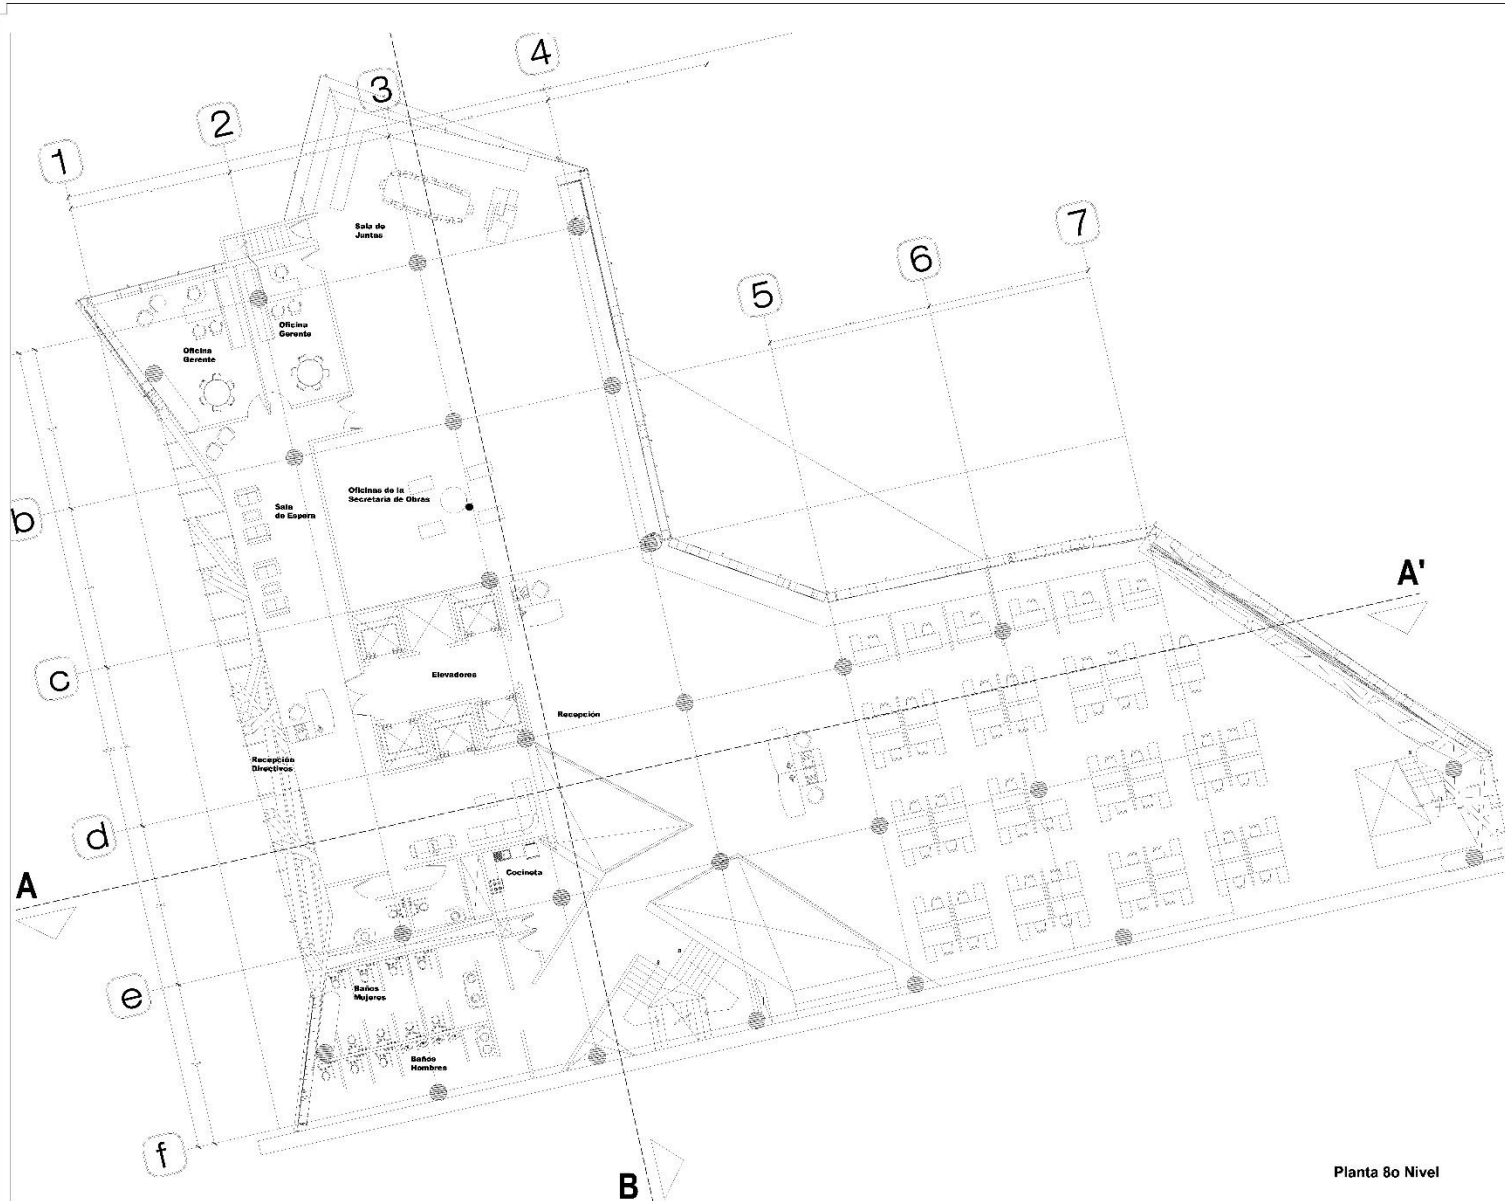 4
3
2
1
7
6
5
Sala de
Juntas
Oficina
Gerente
Oficina
Gerente
Oficinas de la
Secretaria de Obras
Sala
de Espera
b
A'
c
Elevadores
Recepción
Recepción
Directivos
d
A
Cocineta
e
Baños
Mujeres
Baños
Hombres
f
B
Planta 8o Nivel